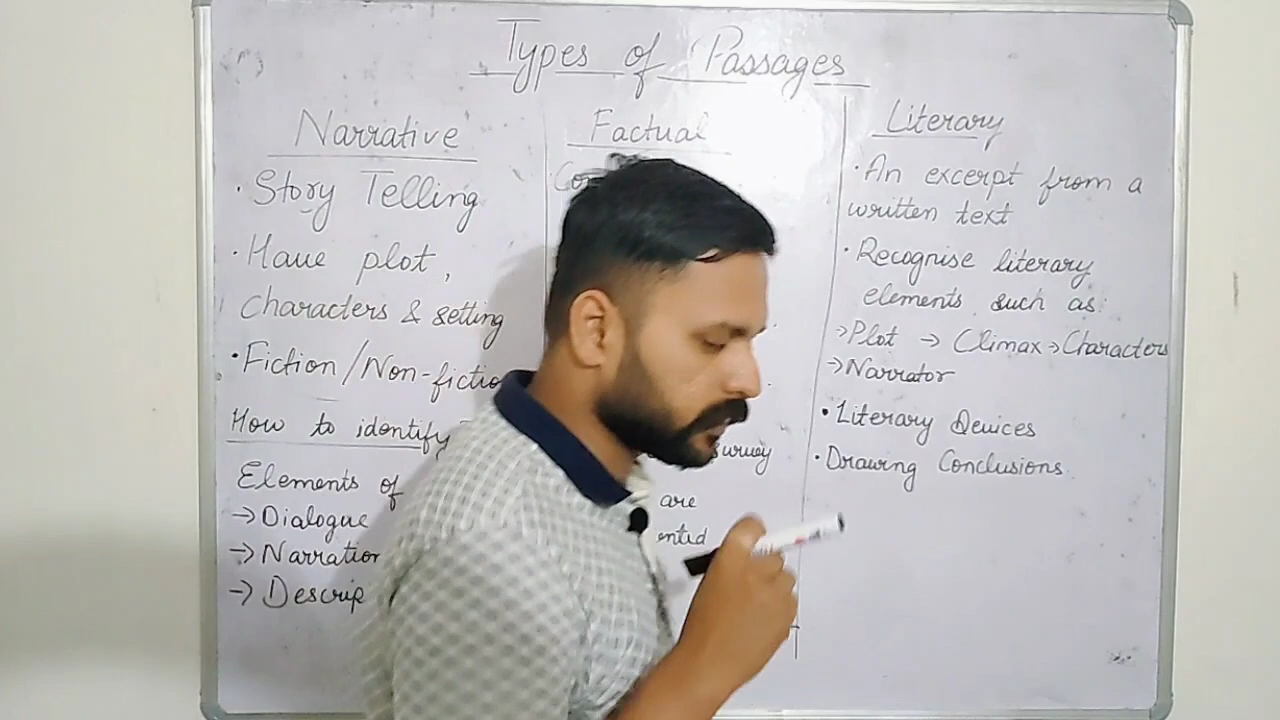 Types of Passages
Narrative
· Story Telling
· Have plot,
Characters & setting
· Fiction/Non-fictio
How to identify
Elements of
→ Dialogue
→ Narration
→ Descrip
Factual
survey
are
ented
Literary
· An excerpt from a
written text
· Recognise literary
elements such as:
→ Plot → Climax → Characters
→ Narrator
· Literary Devices
· Drawing Conclusions